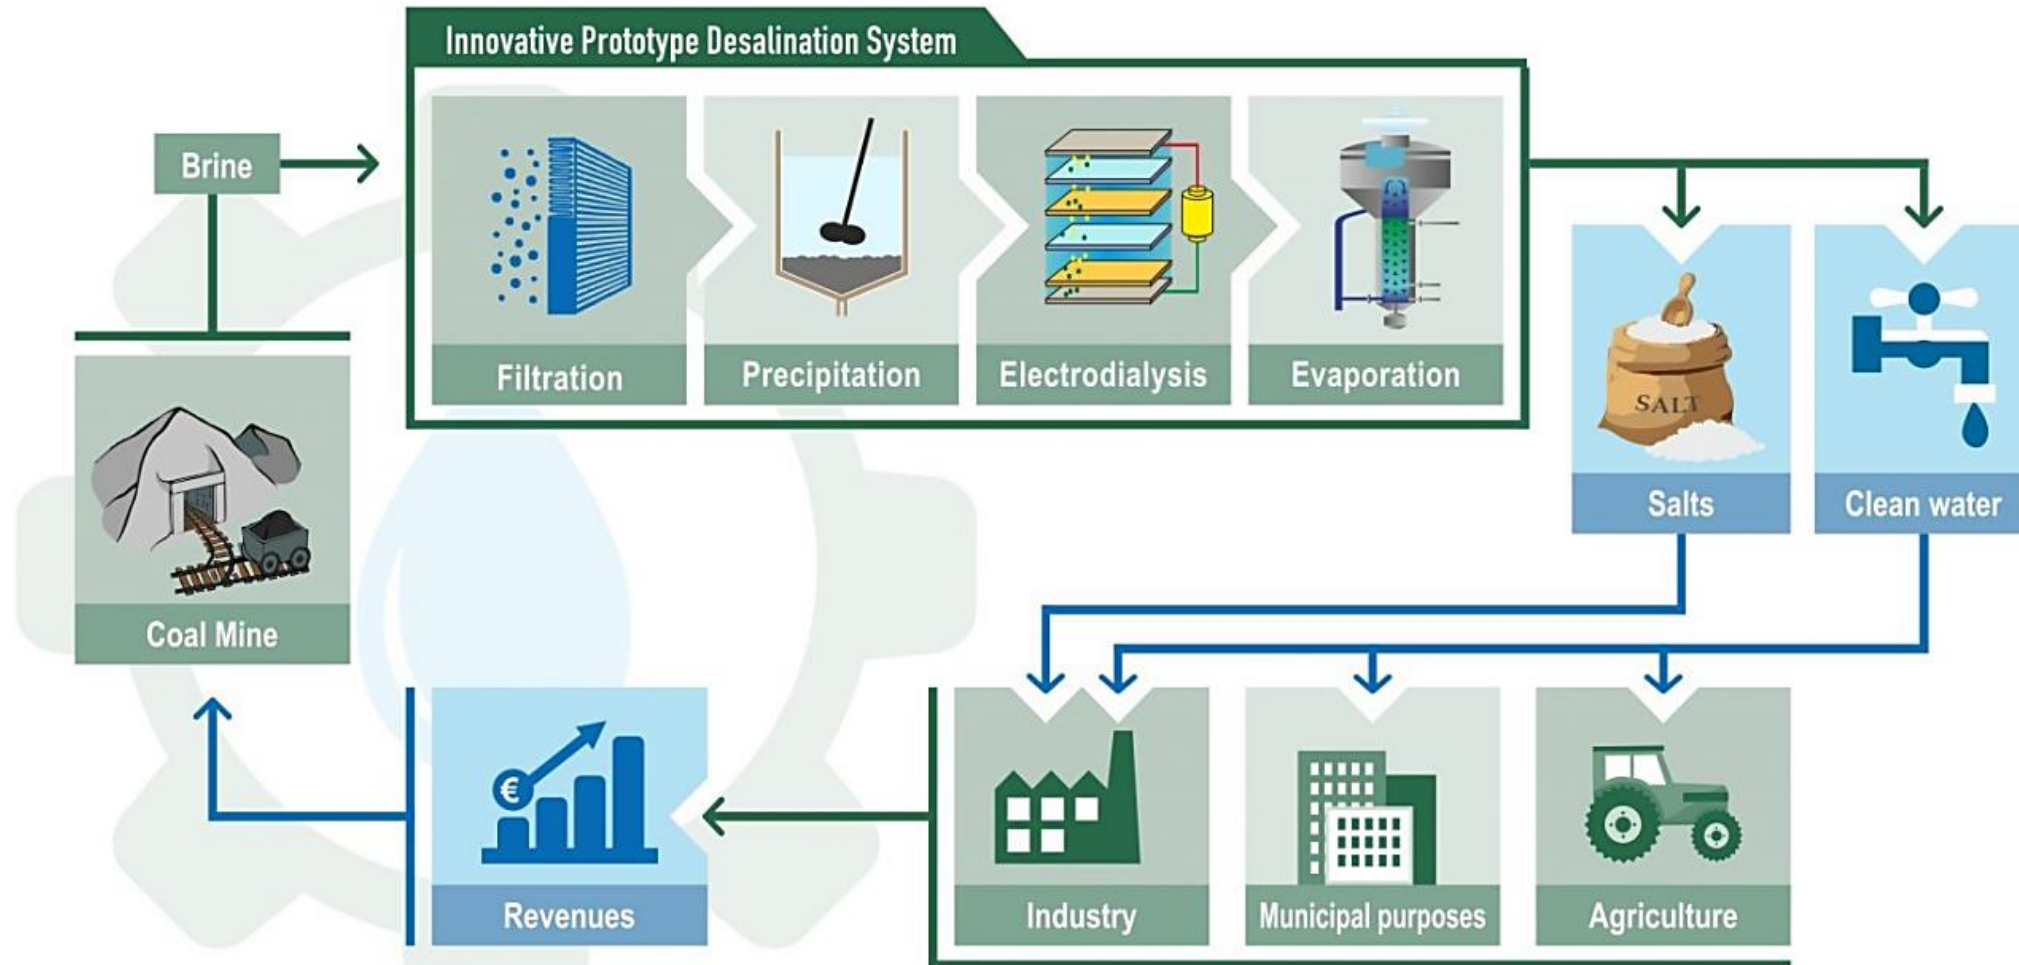 Innovative Prototype Desalination System
Brine
Filtration
Precipitation
Electrodialysis
Evaporation
SALT
Salts
Clean water
Coal Mine
€
Revenues
Industry
Municipal purposes
Agriculture